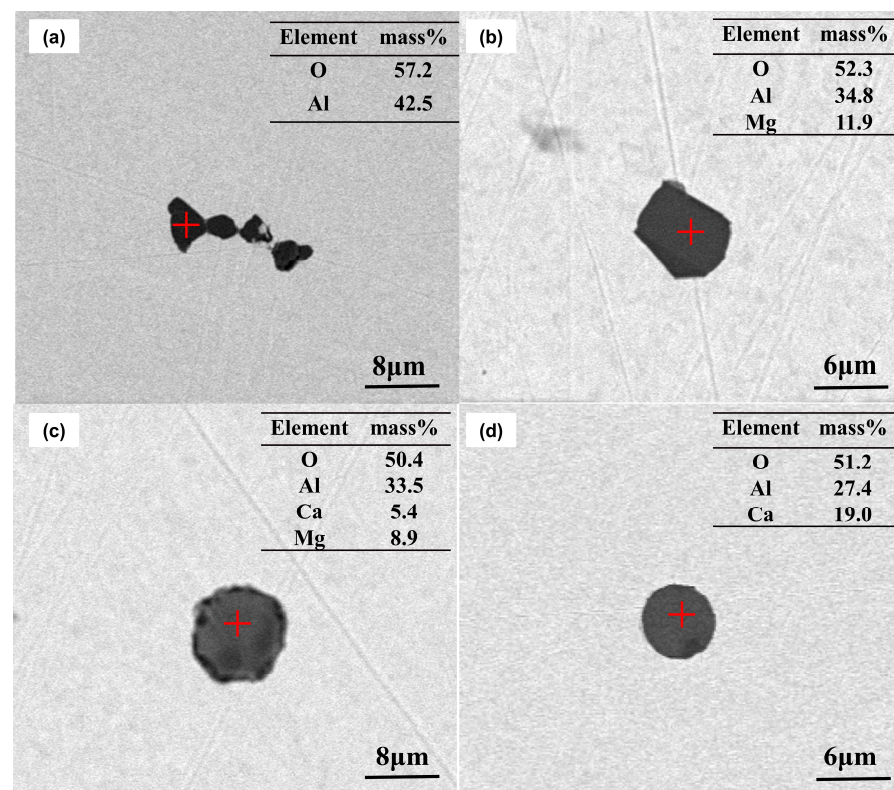 (a)
Element mass%
O 57.2
Al 42.5
8μm
(b)
Element mass%
O 52.3
Al 34.8
Mg 11.9
6μm
(c)
Element mass%
O 50.4
Al 33.5
Ca 5.4
Mg 8.9
8μm
(d)
Element mass%
O 51.2
Al 27.4
Ca 19.0
6μm